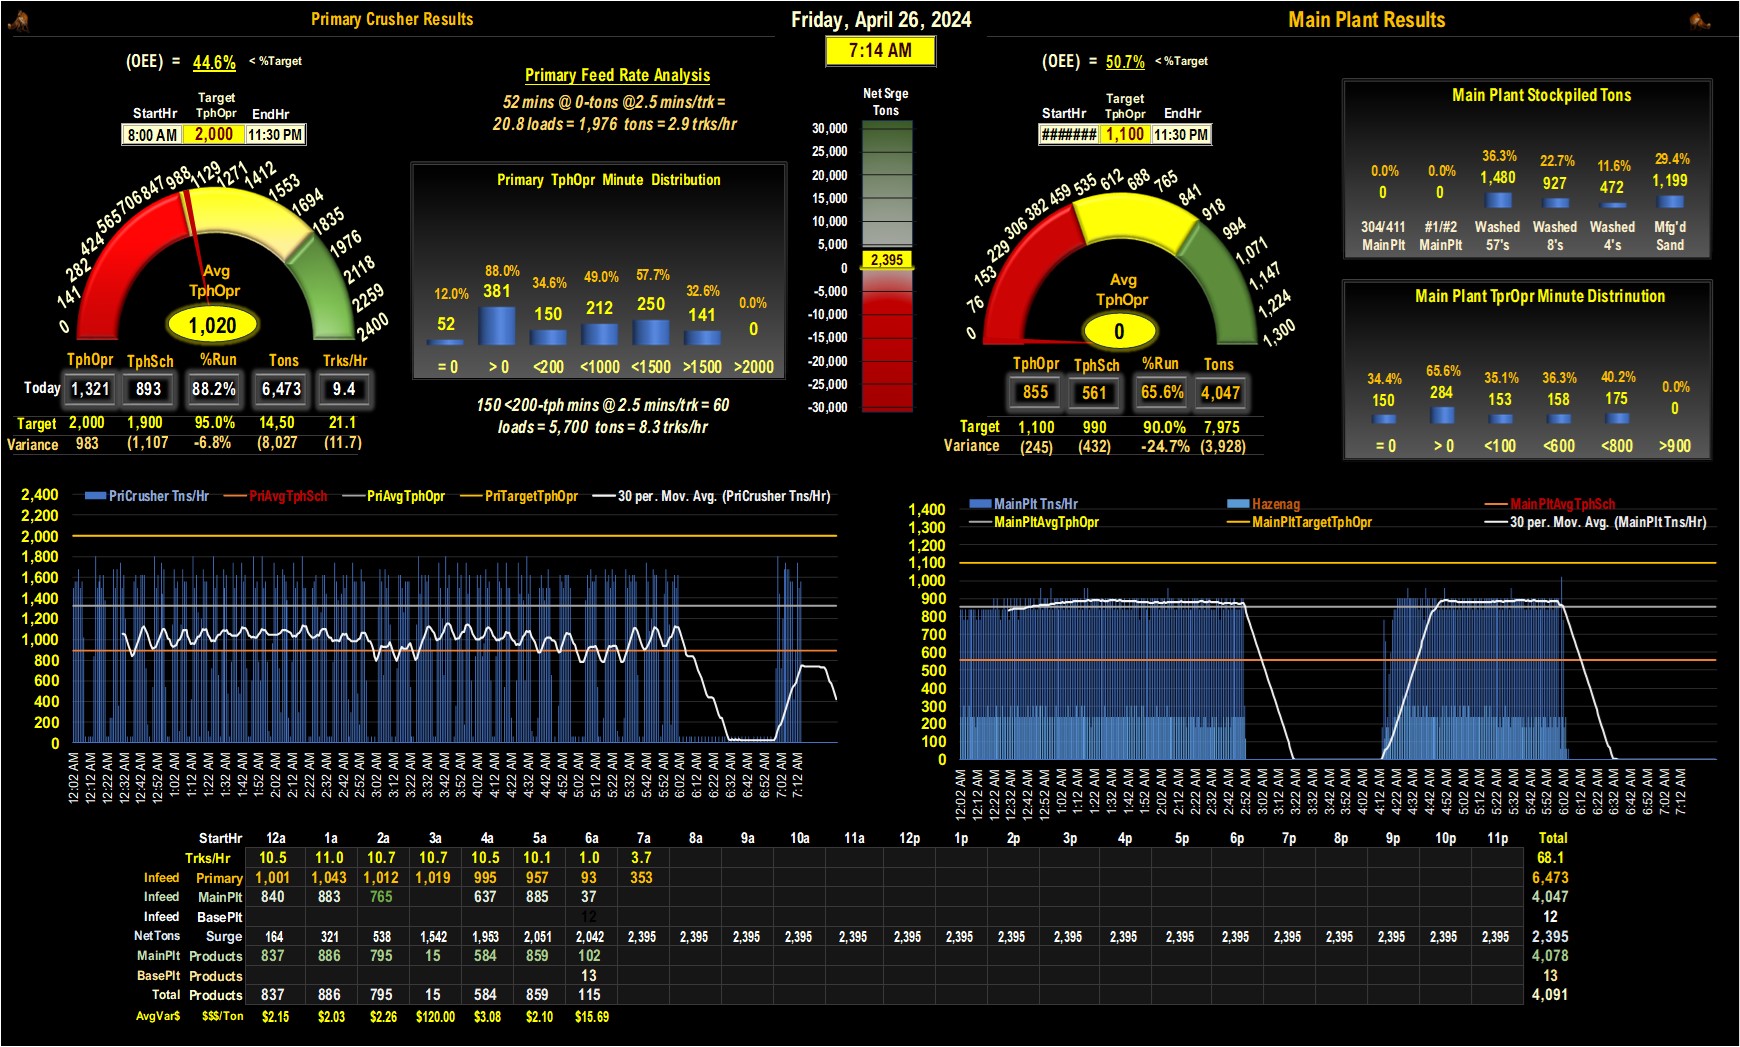 Primary Crusher Results
Friday, April 26, 2024
Main Plant Results
7:14 AM
(OEE) = 44.6% < %Target
StartHr Target TphOpr EndHr
8:00 AM 2,000 11:30 PM
0 141 282 424 565 706 847 988 1129 1271 1412 1553 1694 1835 1976 2118 2259 2400
Avg
TphOpr
1,020
TphOpr TphSch %Run Tons Trks/Hr
Today 1,321 893 88.2% 6,473 9.4
Target 2,000 1,900 95.0% 14,50 21.1
Variance 983 (1,107 -6.8% (8,027 (11.7)
Primary Feed Rate Analysis
52 mins @ 0-tons @2.5 mins/trk =
20.8 loads = 1,976 tons = 2.9 trks/hr
Primary TphOpr Minute Distribution
12.0% 88.0% 34.6% 49.0% 57.7% 32.6% 0.0%
52 381 150 212 250 141 0
= 0 > 0 <200 <1000 <1500 >1500 >2000
150 <200-tph mins @ 2.5 mins/trk = 60
loads = 5,700 tons = 8.3 trks/hr
Net Srge
Tons
30,000
25,000
20,000
15,000
10,000
5,000
2,395
0
-5,000
-10,000
-15,000
-20,000
-25,000
-30,000
(OEE) = 50.7% < %Target
StartHr Target TphOpr EndHr
####### 1,100 11:30 PM
0 76 153 229 306 382 459 535 612 688 765 841 918 994 1,071 1,147 1,224 1,300
Avg
TphOpr
0
TphOpr TphSch %Run Tons
855 561 65.6% 4,047
Target 1,100 990 90.0% 7,975
Variance (245) (432) -24.7% (3,928)
Main Plant Stockpiled Tons
0.0% 0.0% 36.3% 22.7% 11.6% 29.4%
0 0 1,480 927 472 1,199
304/411 #1/#2 Washed Washed Washed Mfg'd
MainPlt MainPlt 57's 8's 4's Sand
Main Plant TprOpr Minute Distrinution
34.4% 65.6% 35.1% 36.3% 40.2% 0.0%
150 284 153 158 175 0
= 0 > 0 <100 <600 <800 >900
PriCrusher Tns/Hr PriAvgTphSch PriAvgTphOpr PriTargetTphOpr 30 per. Mov. Avg. (PriCrusher Tns/Hr)
2,400
2,200
2,000
1,800
1,600
1,400
1,200
1,000
800
600
400
200
0
12:02 AM 12:12 AM 12:22 AM 12:32 AM 12:42 AM 12:52 AM 1:02 AM 1:12 AM 1:22 AM 1:32 AM 1:42 AM 1:52 AM 2:02 AM 2:12 AM 2:22 AM 2:32 AM 2:42 AM 2:52 AM 3:02 AM 3:12 AM 3:22 AM 3:32 AM 3:42 AM 3:52 AM 4:02 AM 4:12 AM 4:22 AM 4:32 AM 4:42 AM 4:52 AM 5:02 AM 5:12 AM 5:22 AM 5:32 AM 5:42 AM 5:52 AM 6:02 AM 6:12 AM 6:22 AM 6:32 AM 6:42 AM 6:52 AM 7:02 AM 7:12 AM
MainPlt Tns/Hr Hazenag MainPltAvgTphSch
MainPltAvgTphOpr MainPltTargetTphOpr 30 per. Mov. Avg. (MainPlt Tns/Hr)
1,400
1,300
1,200
1,100
1,000
900
800
700
600
500
400
300
200
100
0
12:02 AM 12:12 AM 12:22 AM 12:32 AM 12:42 AM 12:52 AM 1:02 AM 1:12 AM 1:22 AM 1:32 AM 1:42 AM 1:52 AM 2:02 AM 2:12 AM 2:22 AM 2:32 AM 2:42 AM 2:52 AM 3:02 AM 3:12 AM 3:22 AM 3:32 AM 3:42 AM 3:52 AM 4:02 AM 4:12 AM 4:22 AM 4:32 AM 4:42 AM 4:52 AM 5:02 AM 5:12 AM 5:22 AM 5:32 AM 5:42 AM 5:52 AM 6:02 AM 6:12 AM 6:22 AM 6:32 AM 6:42 AM 6:52 AM 7:02 AM 7:12 AM
StartHr 12a 1a 2a 3a 4a 5a 6a 7a 8a 9a 10a 11a 12p 1p 2p 3p 4p 5p 6p 7p 8p 9p 10p 11p Total
Trks/Hr 10.5 11.0 10.7 10.7 10.5 10.1 1.0 3.7 68.1
Infeed Primary 1,001 1,043 1,012 1,019 995 957 93 353 6,473
Infeed MainPlt 840 883 765 637 885 37 4,047
Infeed BasePlt 12 12
NetTons Surge 164 321 538 1,542 1,953 2,051 2,042 2,395 2,395 2,395 2,395 2,395 2,395 2,395 2,395 2,395 2,395 2,395 2,395 2,395 2,395 2,395 2,395 2,395 2,395
MainPlt Products 837 886 795 15 584 859 102 4,078
BasePlt Products 13 13
Total Products 837 886 795 15 584 859 115 4,091
AvgVar$ $$$/Ton $2.15 $2.03 $2.26 $120.00 $3.08 $2.10 $15.69